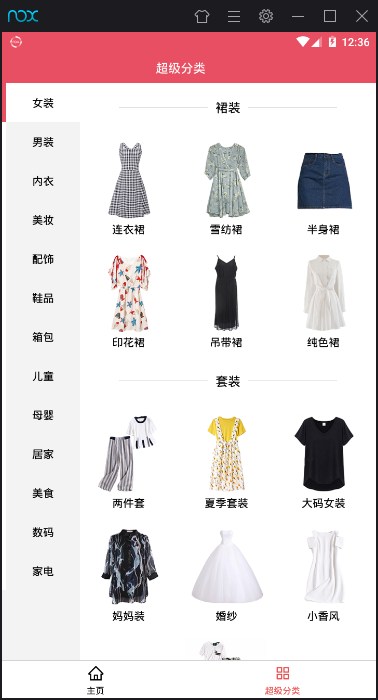 nox
12:36
超级分类
女装
男装
内衣
美妆
配饰
鞋品
箱包
儿童
母婴
居家
美食
数码
家电
裙装
连衣裙 雪纺裙 半身裙
印花裙 吊带裙 纯色裙
套装
两件套 夏季套装 大码女装
妈妈装 婚纱 小香风
主页 超级分类